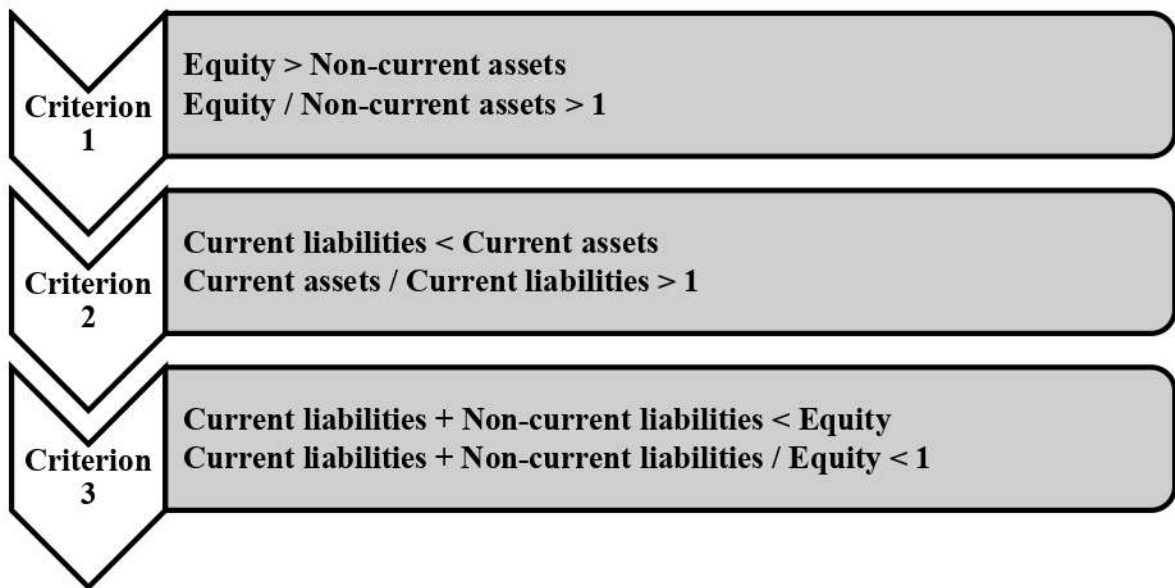 Criterion
1
Equity > Non-current assets
Equity / Non-current assets > 1
Criterion
2
Current liabilities < Current assets
Current assets / Current liabilities > 1
Criterion
3
Current liabilities + Non-current liabilities < Equity
Current liabilities + Non-current liabilities / Equity < 1